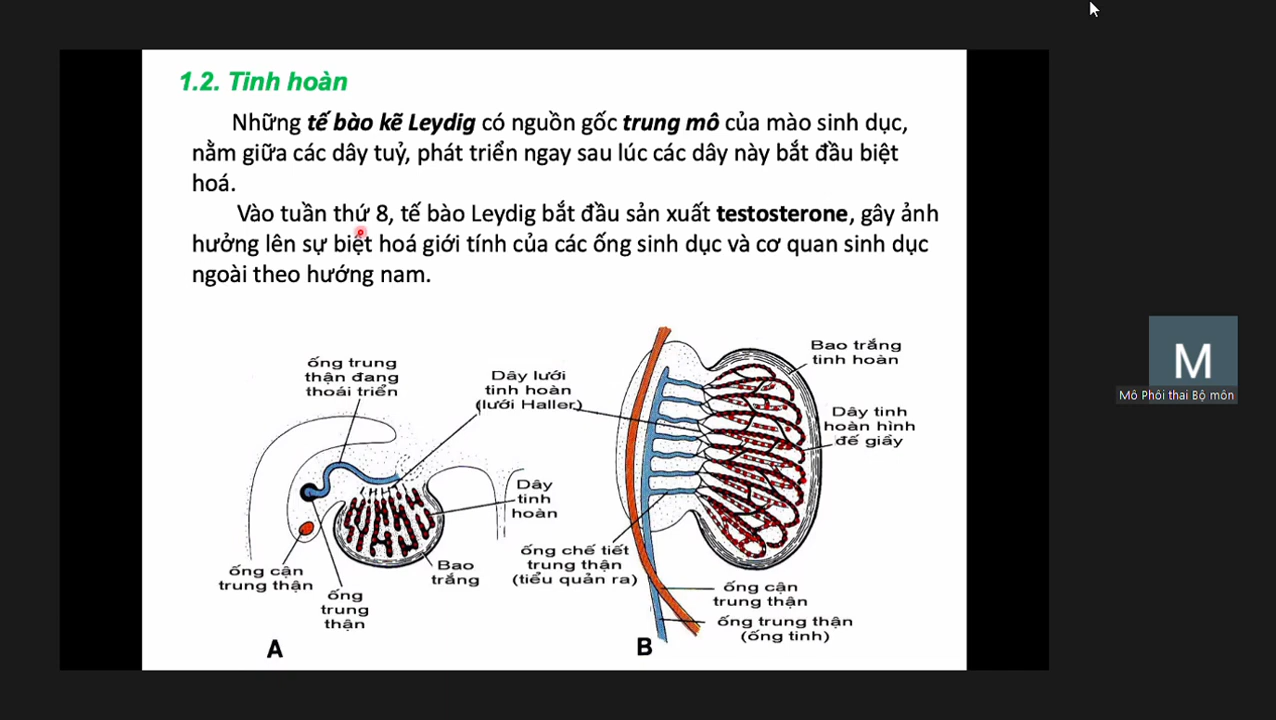 1.2. Tinh hoàn
Những tế bào kẽ Leydig có nguồn gốc trung mô của mào sinh dục,
nằm giữa các dây tuỷ, phát triển ngay sau lúc các dây này bắt đầu biệt
hoá.
Vào tuần thứ 8, tế bào Leydig bắt đầu sản xuất testosterone, gây ảnh
hưởng lên sự biệt hoá giới tính của các ống sinh dục và cơ quan sinh dục
ngoài theo hướng nam.
ống trung
thận đang
thoái triển
Dây lưới
tinh hoàn
(lưới Haller)
Dây
tinh
hoàn
Bao
trắng
ống cận
trung thận
ống
trung
thận
A
Bao trắng
tinh hoàn
Dây tinh
hoàn hình
đế giẩy
ống chế tiết
trung thận
(tiểu quản ra)
ống cận
trung thận
ống trung thận
(ống tinh)
B
M
Mô Phôi thai Bộ môn